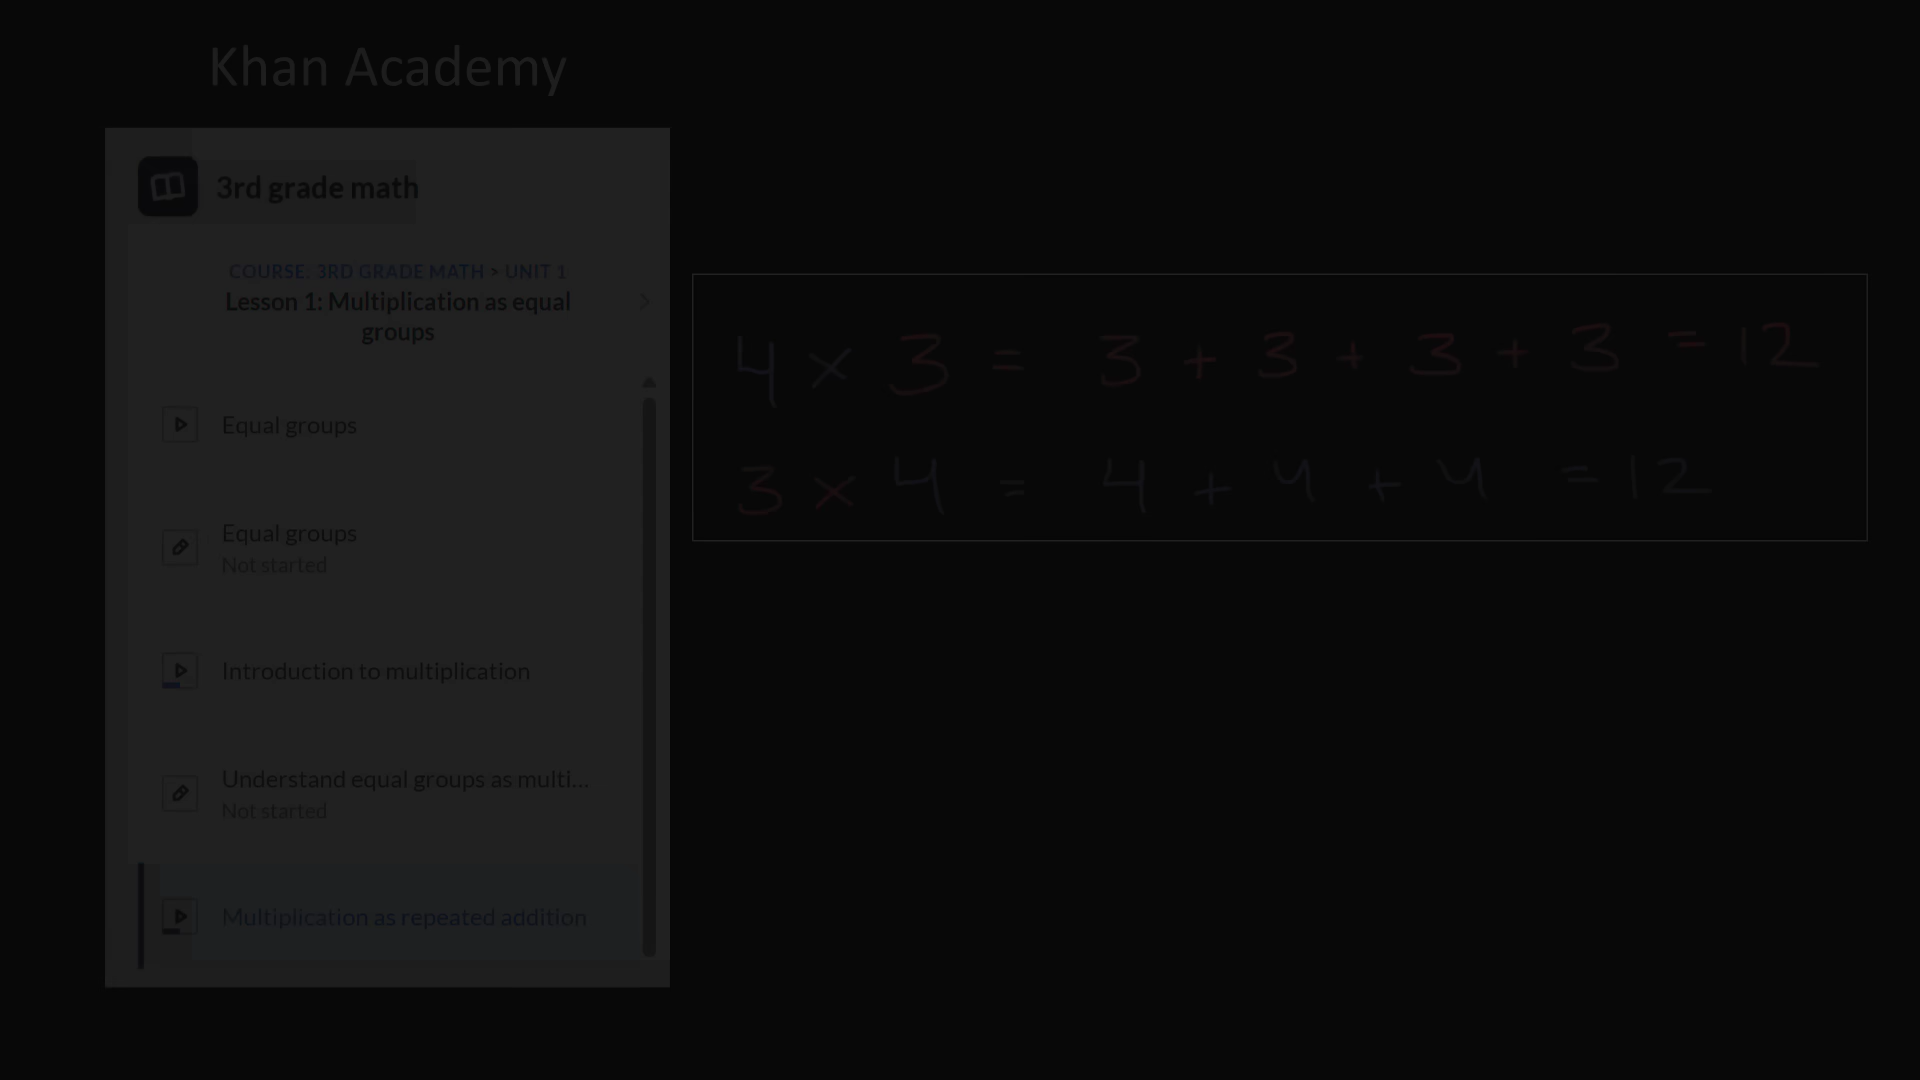 Khan Academy
3rd grade math
COURSE: 3RD GRADE MATH > UNIT 1
Lesson 1: Multiplication as equal
groups
Equal groups
Equal groups
Not started
Introduction to multiplication
Understand equal groups as multi...
Not started
Multiplication as repeated addition
4 × 3 = 3 + 3 + 3 + 3 = 12
3 × 4 = 4 + 4 + 4 = 12